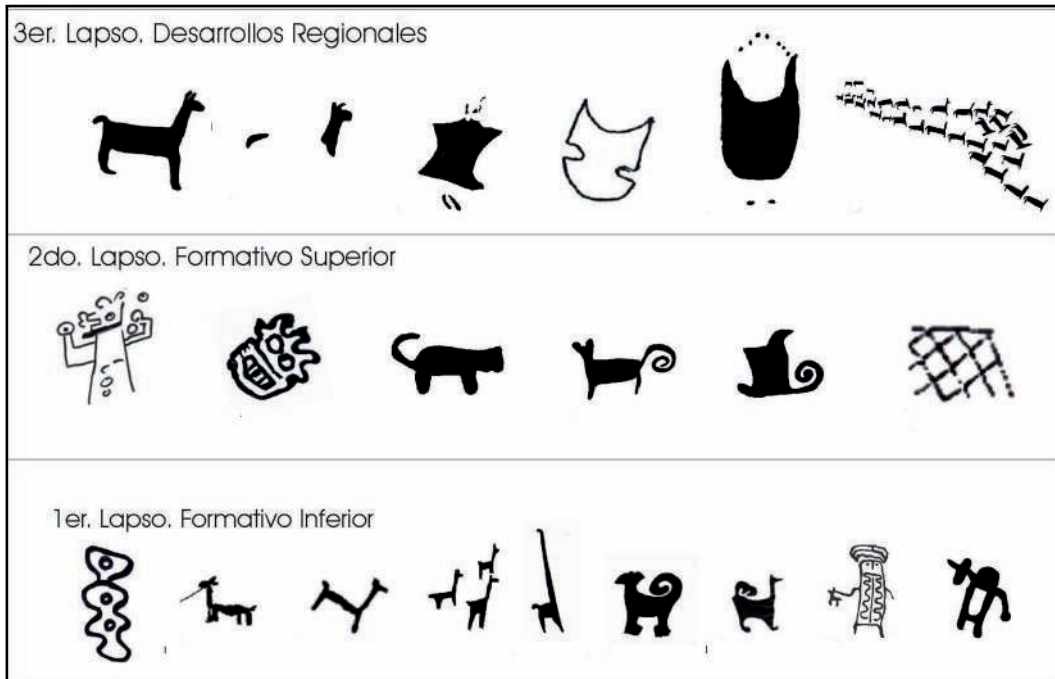 3er. Lapso. Desarrollos Regionales
2do. Lapso. Formativo Superior
1er. Lapso. Formativo Inferior